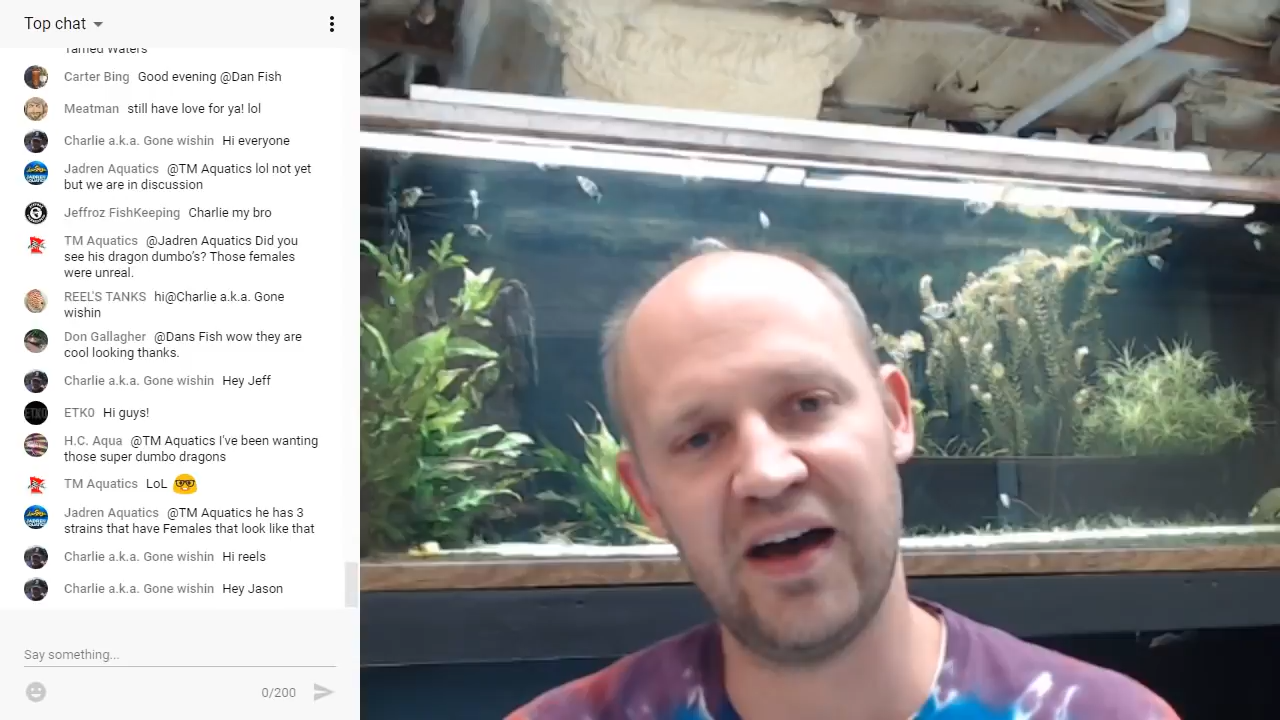 Top chat
Tamed Waters
Carter Bing Good evening @Dan Fish
Meatman still have love for ya! lol
Charlie a.k.a. Gone wishin Hi everyone
Jadren Aquatics @TM Aquatics lol not yet
but we are in discussion
Jeffroz FishKeeping Charlie my bro
TM Aquatics @Jadren Aquatics Did you
see his dragon dumbo's? Those females
were unreal.
REEL'S TANKS hi@Charlie a.k.a. Gone
wishin
Don Gallagher @Dans Fish wow they are
cool looking thanks.
Charlie a.k.a. Gone wishin Hey Jeff
ETK0 Hi guys!
H.C. Aqua @TM Aquatics I've been wanting
those super dumbo dragons
TM Aquatics LoL
Jadren Aquatics @TM Aquatics he has 3
strains that have Females that look like that
Charlie a.k.a. Gone wishin Hi reels
Charlie a.k.a. Gone wishin Hey Jason
Say something...
0/200